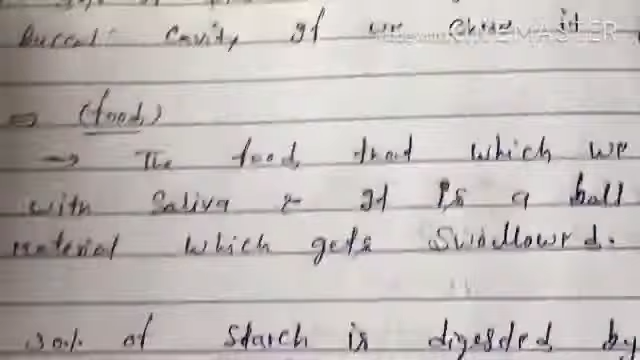 Buccal cavity If we chew it
⇒ (food)
→ The food, that which we
with Saliva & It is a ball
material which gets Swallowed.
30% of starch is digested by